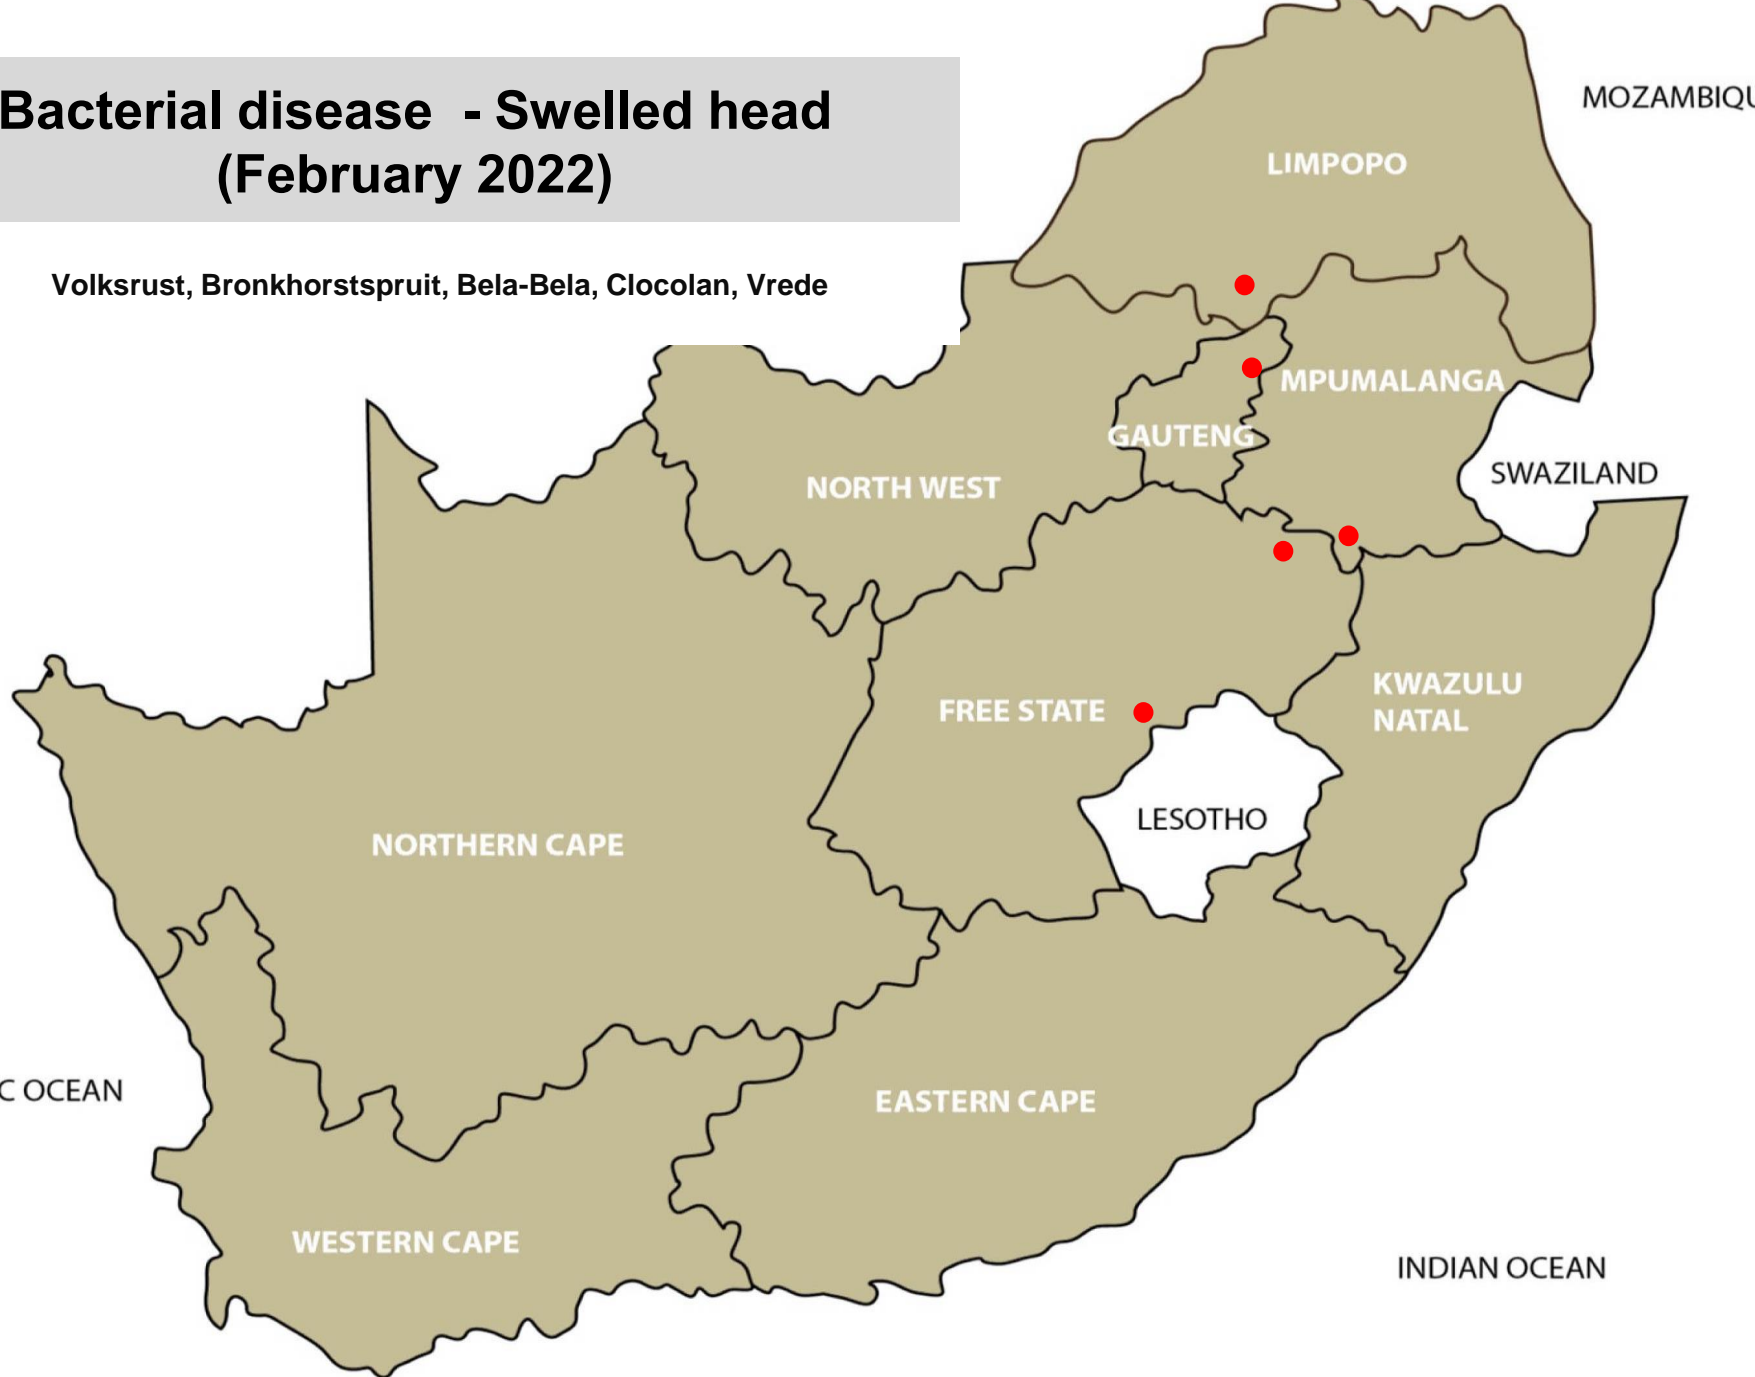 Bacterial disease - Swelled head
(February 2022)
Volksrust, Bronkhorstspruit, Bela-Bela, Clocolan, Vrede
MOZAMBIQU
LIMPOPO
MPUMALANGA
GAUTENG
SWAZILAND
NORTH WEST
KWAZULU
NATAL
FREE STATE
LESOTHO
NORTHERN CAPE
C OCEAN
EASTERN CAPE
WESTERN CAPE
INDIAN OCEAN